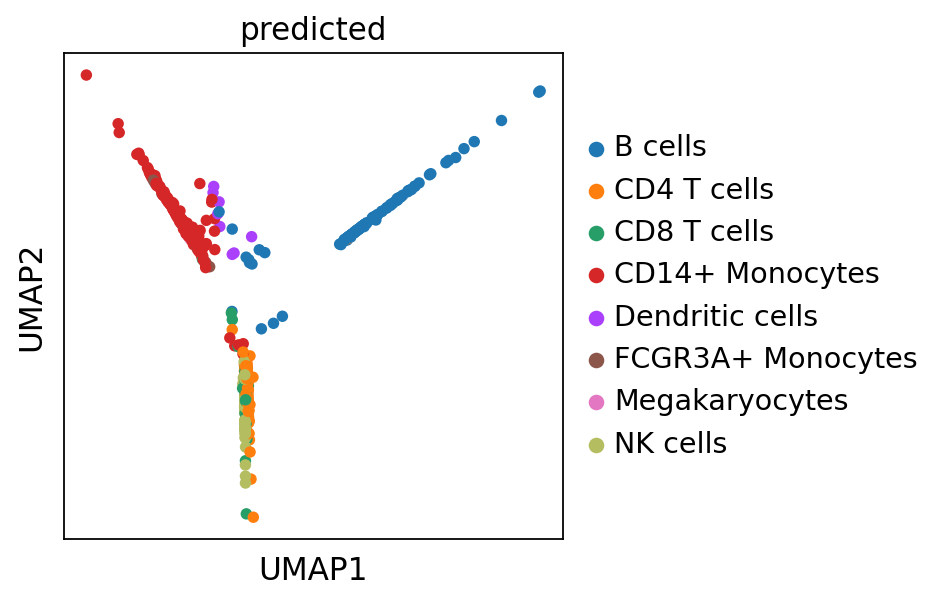 predicted
UMAP2
UMAP1
B cells
CD4 T cells
CD8 T cells
CD14+ Monocytes
Dendritic cells
FCGR3A+ Monocytes
Megakaryocytes
NK cells